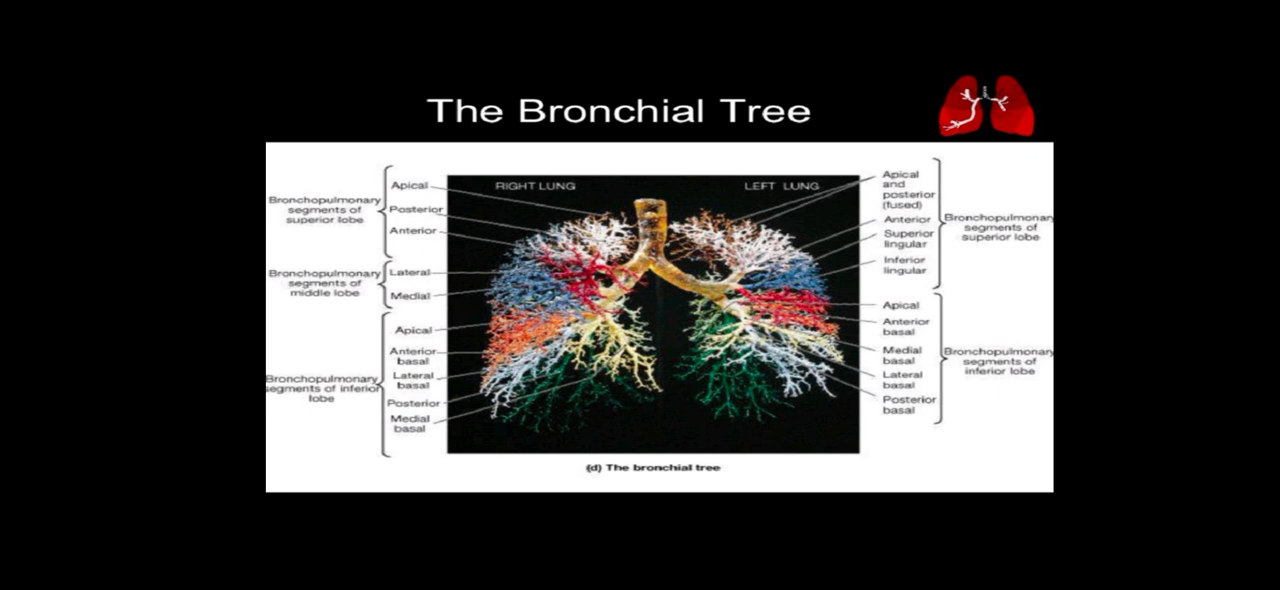 The Bronchial Tree
RIGHT LUNG
LEFT LUNG
Bronchopulmonary
segments of
superior lobe
Apical
Posterior
Anterior
Bronchopulmonary
segments of
middle lobe
Lateral
Medial
Bronchopulmonary
segments of inferior
lobe
Apical
Anterior
basal
Lateral
basal
Posterior
Medial
basal
Apical
and
posterior
(fused)
Anterior
Superior
lingular
Inferior
lingular
Bronchopulmonary
segments of
superior lobe
Apical
Anterior
basal
Medial
basal
Lateral
basal
Posterior
basal
Bronchopulmonary
segments of
inferior lobe
(d) The bronchial tree